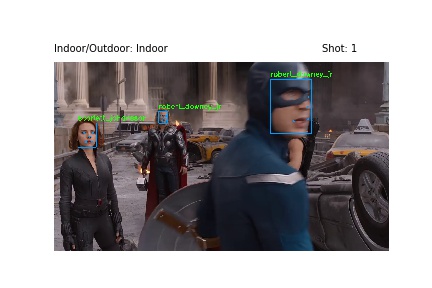 Indoor/Outdoor: Indoor
Shot: 1
robert_downey_jr
robert_downey_jr
scarlett_johansson